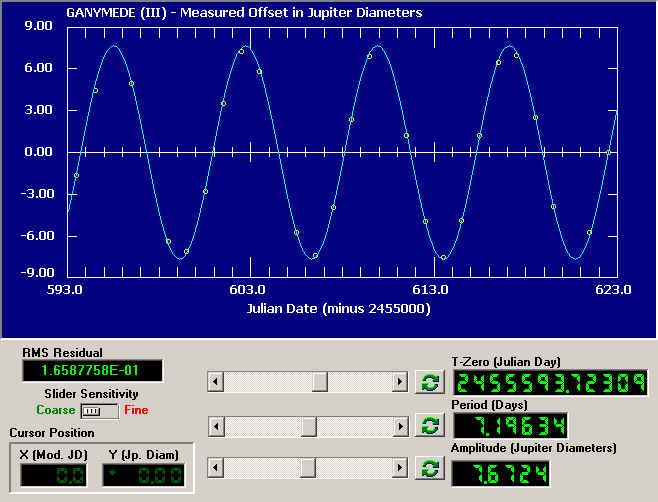 GANYMEDE (III) - Measured Offset in Jupiter Diameters
9.00
6.00
3.00
0.00
-3.00
-6.00
-9.00
593.0 603.0 613.0 623.0
Julian Date (minus 2455000)
RMS Residual
1.6587758E-01
Slider Sensitivity
Coarse Fine
Cursor Position
X (Mod. JD) Y (Jp. Diam)
0.0 + 0.00
T-Zero (Julian Day)
2455593.72309
Period (Days)
7.19634
Amplitude (Jupiter Diameters)
7.6724